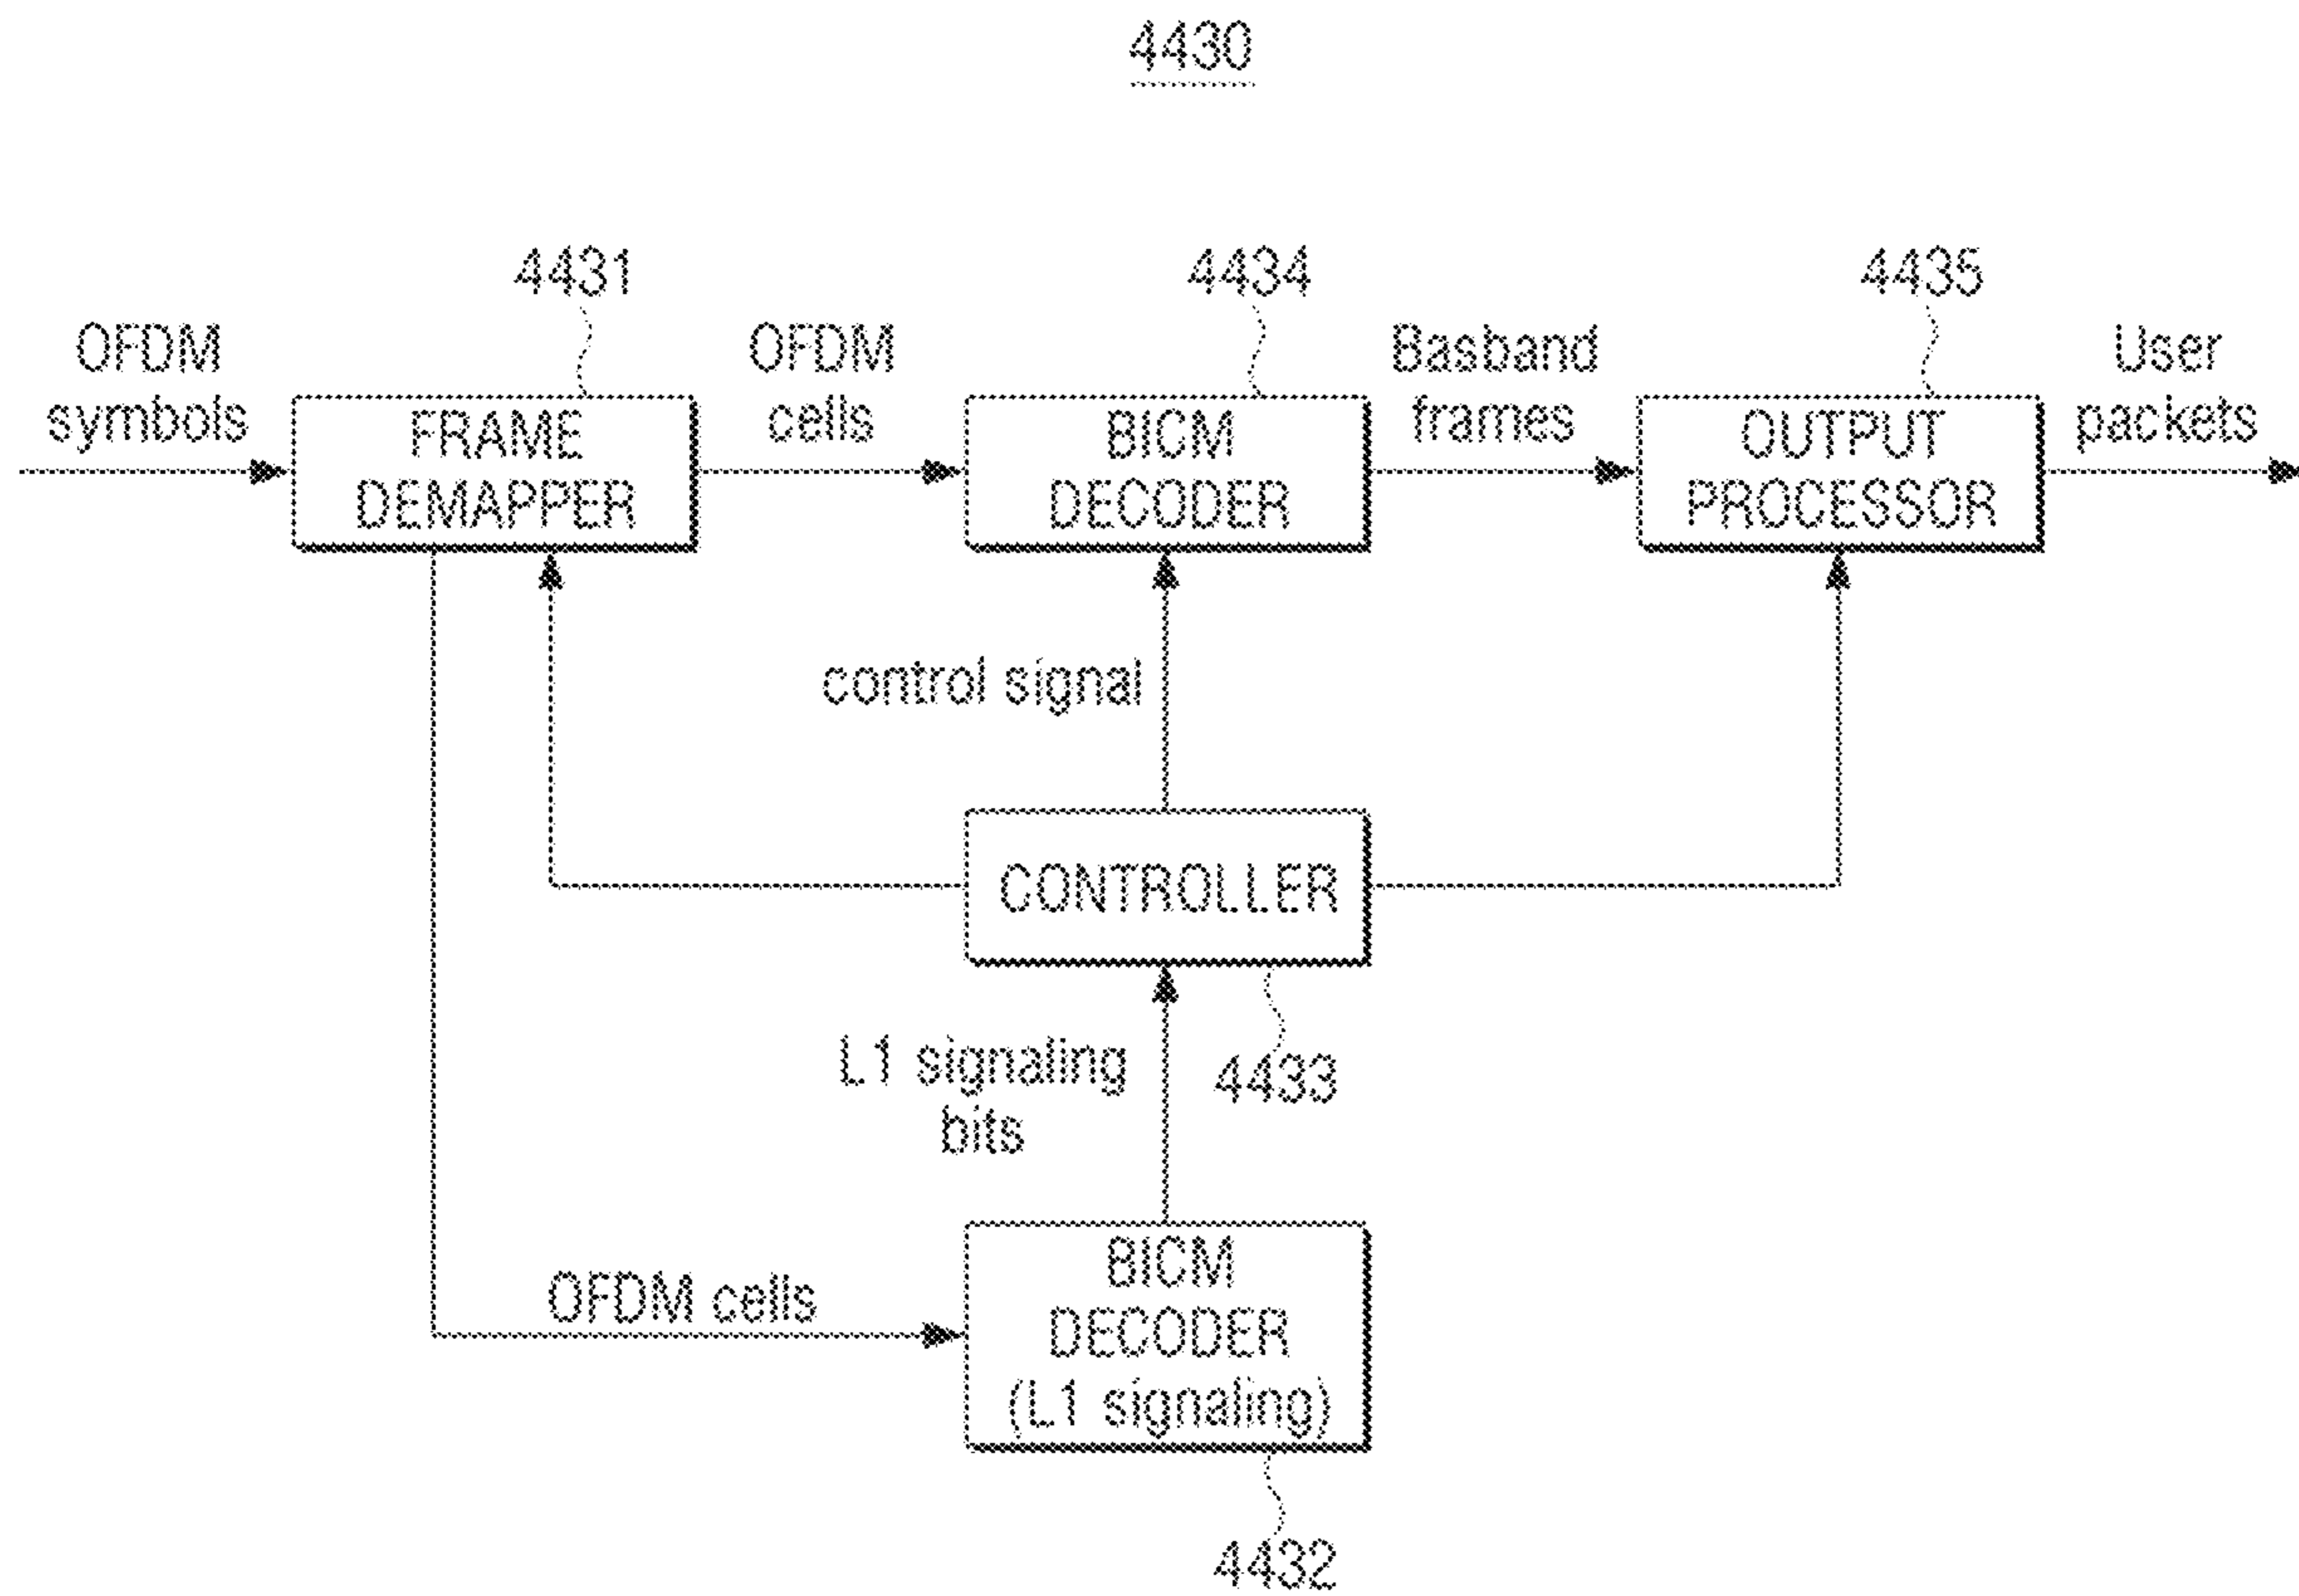 4430
4431
4434
4435
OFDM
symbols
FRAME
DEMAPPER
OFDM
cells
BICM
DECODER
Basband
frames
OUTPUT
PROCESSOR
User
packets
control signal
CONTROLLER
L1 signaling
bits
4433
OFDM cells
BICM
DECODER
(L1 signaling)
4432